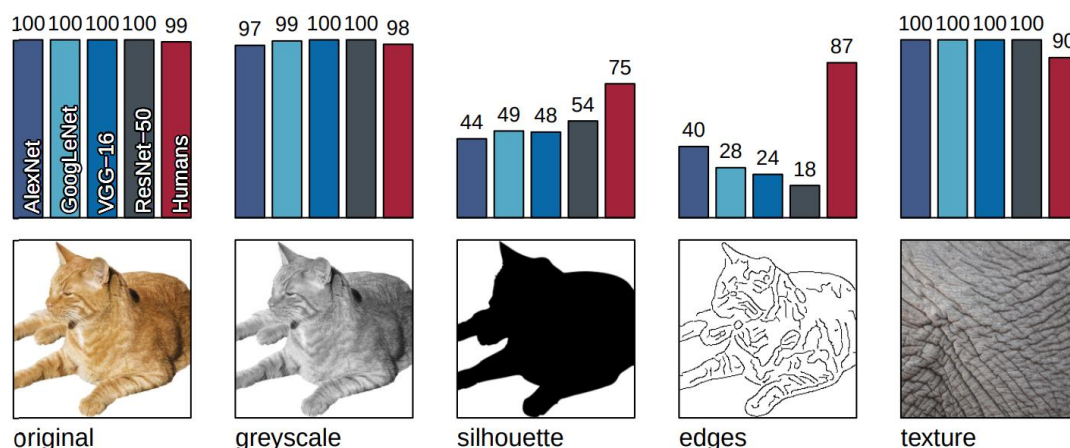 100 100 100 100 99
97 99 100 100 98
44 49 48 54 75
40 28 24 18 87
100 100 100 100 90
AlexNet
GoogLeNet
VGG−16
ResNet−50
Humans
original
greyscale
silhouette
edges
texture